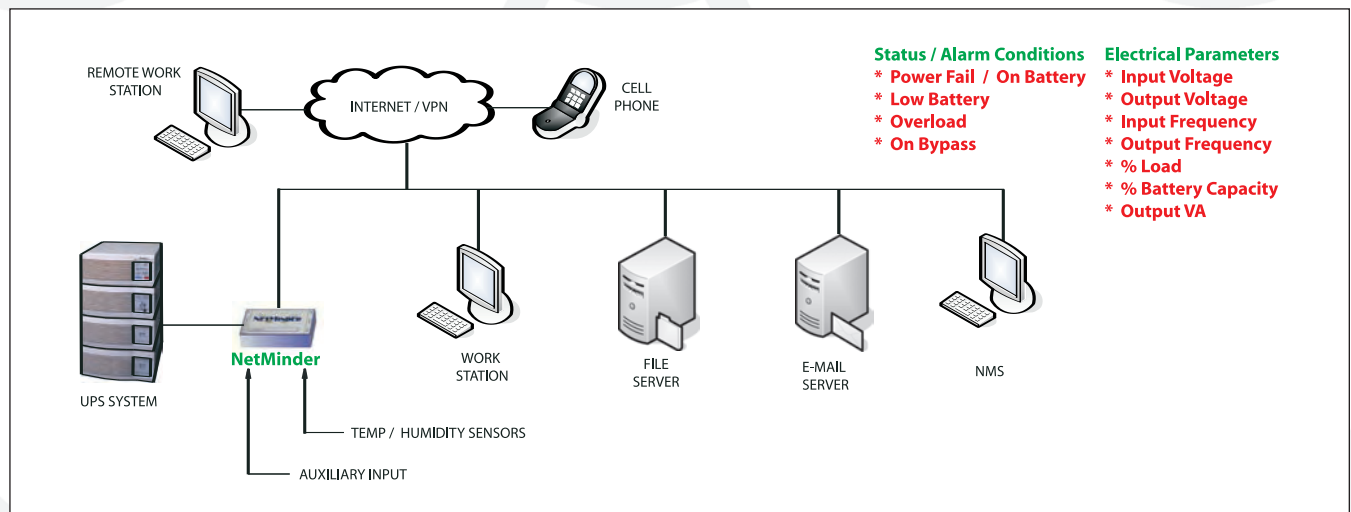 REMOTE WORK
STATION
INTERNET / VPN
CELL
PHONE
Status / Alarm Conditions
* Power Fail / On Battery
* Low Battery
* Overload
* On Bypass
Electrical Parameters
* Input Voltage
* Output Voltage
* Input Frequency
* Output Frequency
* % Load
* % Battery Capacity
* Output VA
UPS SYSTEM
NETMINDER
NetMinder
WORK
STATION
FILE
SERVER
E-MAIL
SERVER
NMS
TEMP / HUMIDITY SENSORS
AUXILIARY INPUT